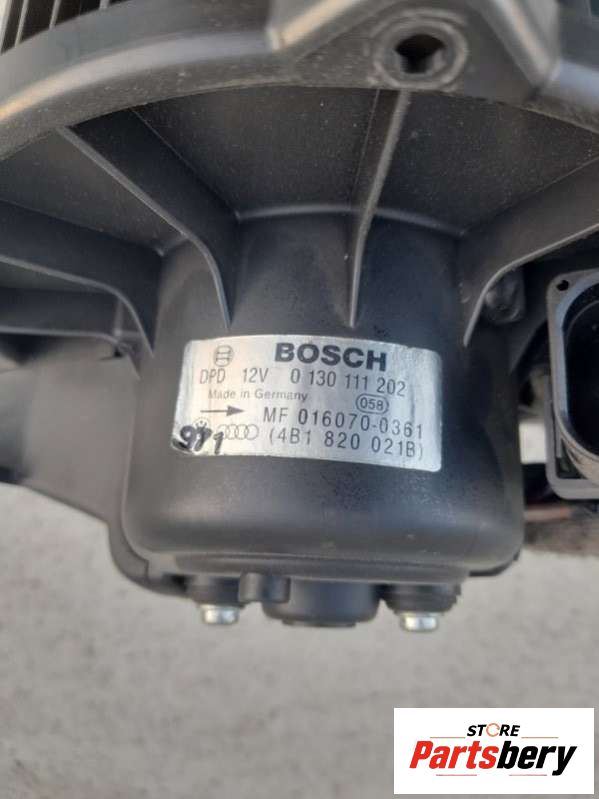 BOSCH
DPD 12V 0 130 111 202
Made in Germany 058
MF 016070-0361
(4B1 820 021B)
STORE
Partsbery